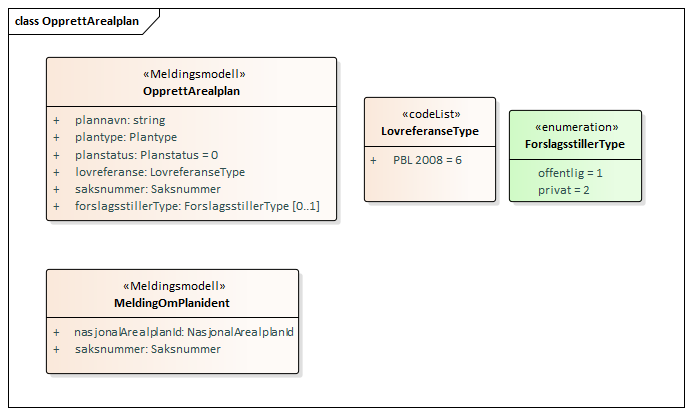 class OpprettArealplan
«Meldingsmodell»
OpprettArealplan
+ plannavn: string
+ plantype: Plantype
+ planstatus: Planstatus = 0
+ lovreferanse: LovreferanseType
+ saksnummer: Saksnummer
+ forslagsstillerType: ForslagsstillerType [0..1]
«codeList»
LovreferanseType
+ PBL 2008 = 6
«enumeration»
ForslagsstillerType
offentlig = 1
privat = 2
«Meldingsmodell»
MeldingOmPlanident
+ nasjonalArealplanId: NasjonalArealplanId
+ saksnummer: Saksnummer